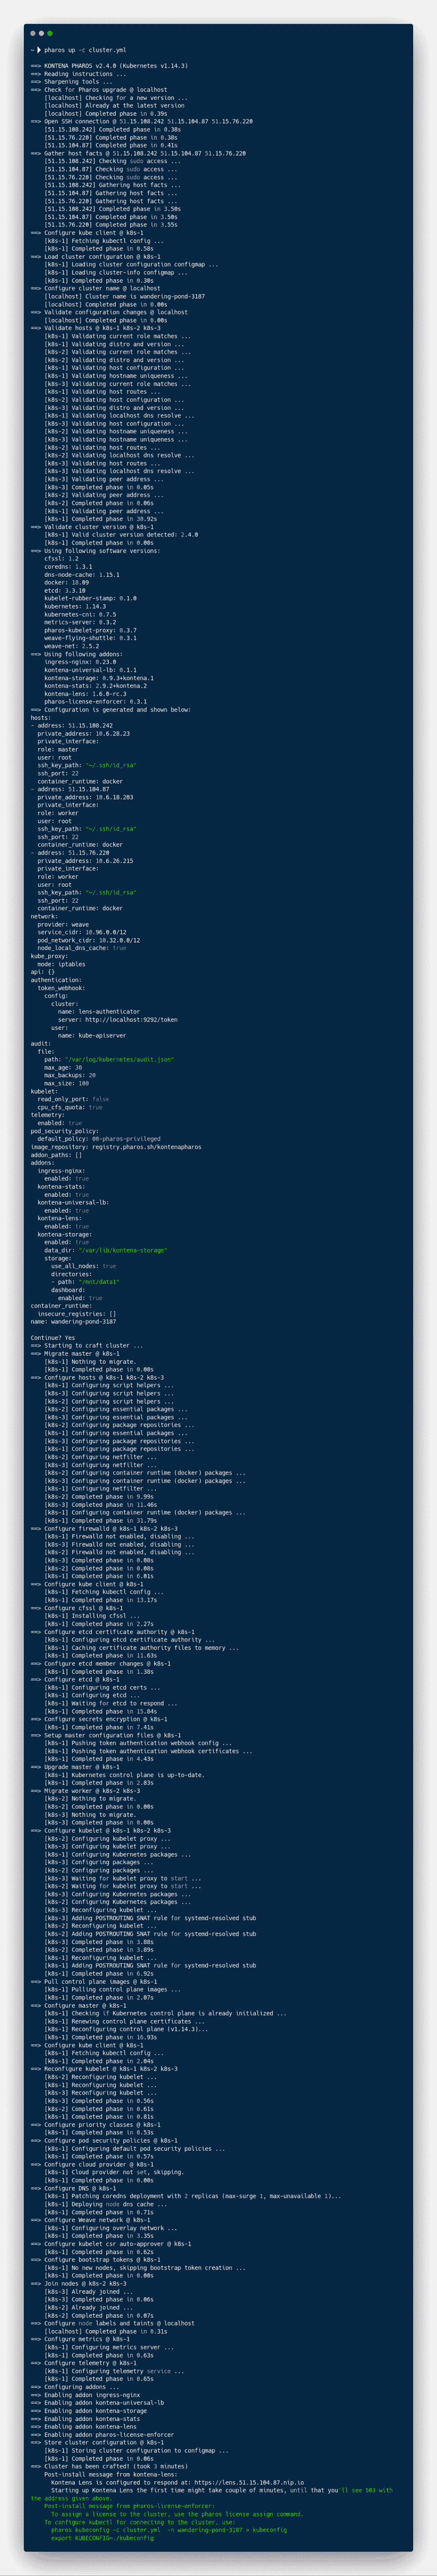 ~ ❯ pharos up -c cluster.yml
==> KONTENA PHAROS v2.4.0 (Kubernetes v1.14.3)
==> Reading instructions ...
==> Sharpening tools ...
==> Check for Pharos upgrade @ localhost
[localhost] Checking for a new version ...
[localhost] Already at the latest version
[localhost] Completed phase in 0.39s
==> Open SSH connection @ 51.15.108.242 51.15.104.87 51.15.76.220
[51.15.108.242] Completed phase in 0.38s
[51.15.76.220] Completed phase in 0.38s
[51.15.104.87] Completed phase in 6.41s
==> Gather host facts @ 51.15.108.242 51.15.104.87 51.15.76.220
[51.15.108.242] Checking sudo access ...
[51.15.104.87] Checking sudo access ...
[51.15.76.220] Checking sudo access ...
[51.15.108.242] Gathering host facts ...
[51.15.104.87] Gathering host facts ...
[51.15.76.220] Gathering host facts ...
[51.15.108.242] Completed phase in 3.50s
[51.15.104.87] Completed phase in 3.50s
[51.15.76.220] Completed phase in 3.55s
==> Configure kube client @ k8s-1
[k8s-1] Fetching kubectl config ...
[k8s-1] Completed phase in 0.58s
==> Load cluster configuration @ k8s-1
[k8s-1] Loading cluster configuration configmap ...
[k8s-1] Loading cluster-info configmap ...
[k8s-1] Completed phase in 0.30s
==> Configure cluster name @ localhost
[localhost] Cluster name is wandering-pond-3187
[localhost] Completed phase in 0.00s
==> Validate configuration changes @ localhost
[localhost] Completed phase in 0.00s
==> Validate hosts @ k8s-1 k8s-2 k8s-3
[k8s-1] Validating current role matches ...
[k8s-1] Validating distro and version ...
[k8s-2] Validating current role matches ...
[k8s-2] Validating distro and version ...
[k8s-1] Validating host configuration ...
[k8s-1] Validating hostname uniqueness ...
[k8s-3] Validating current role matches ...
[k8s-1] Validating host routes ...
[k8s-2] Validating host configuration ...
[k8s-3] Validating distro and version ...
[k8s-1] Validating localhost dns resolve ...
[k8s-3] Validating host configuration ...
[k8s-2] Validating hostname uniqueness ...
[k8s-3] Validating hostname uniqueness ...
[k8s-2] Validating host routes ...
[k8s-2] Validating localhost dns resolve ...
[k8s-3] Validating host routes ...
[k8s-3] Validating localhost dns resolve ...
[k8s-3] Validating peer address ...
[k8s-3] Completed phase in 0.05s
[k8s-2] Validating peer address ...
[k8s-2] Completed phase in 0.06s
[k8s-1] Validating peer address ...
[k8s-1] Completed phase in 30.92s
==> Validate cluster version @ k8s-1
[k8s-1] Valid cluster version detected: 2.4.0
[k8s-1] Completed phase in 0.00s
==> Using following software versions:
cfssl: 1.2
coredns: 1.3.1
dns-node-cache: 1.15.1
docker: 18.09
etcd: 3.3.10
kubelet-rubber-stamp: 0.1.0
kubernetes: 1.14.3
kubernetes-cni: 0.7.5
metrics-server: 0.3.2
pharos-kubelet-proxy: 0.3.7
weave-flying-shuttle: 0.3.1
weave-net: 2.5.2
==> Using following addons:
ingress-nginx: 0.23.0
kontena-universal-lb: 0.1.1
kontena-storage: 0.9.3+kontena.1
kontena-stats: 2.9.2+kontena.2
kontena-lens: 1.6.0-rc.3
pharos-license-enforcer: 0.3.1
==> Configuration is generated and shown below:
hosts:
- address: 51.15.108.242
private_address: 10.6.28.23
private_interface:
role: master
user: root
ssh_key_path: "~/.ssh/id_rsa"
ssh_port: 22
container_runtime: docker
- address: 51.15.104.87
private_address: 10.6.18.203
private_interface:
role: worker
user: root
ssh_key_path: "~/.ssh/id_rsa"
ssh_port: 22
container_runtime: docker
- address: 51.15.76.220
private_address: 10.6.26.215
private_interface:
role: worker
user: root
ssh_key_path: "~/.ssh/id_rsa"
ssh_port: 22
container_runtime: docker
network:
provider: weave
service_cidr: 10.96.0.0/12
pod_network_cidr: 10.32.0.0/12
node_local_dns_cache: true
kube_proxy:
mode: iptables
api: {}
authentication:
token_webhook:
config:
cluster:
name: lens-authenticator
server: http://localhost:9292/token
user:
name: kube-apiserver
audit:
file:
path: "/var/log/kubernetes/audit.json"
max_age: 30
max_backups: 20
max_size: 100
kubelet:
read_only_port: false
cpu_cfs_quota: true
telemetry:
enabled: true
pod_security_policy:
default_policy: 00-pharos-privileged
image_repository: registry.pharos.sh/kontenapharos
addon_paths: []
addons:
ingress-nginx:
enabled: true
kontena-stats:
enabled: true
kontena-universal-lb:
enabled: true
kontena-lens:
enabled: true
kontena-storage:
enabled: true
data_dir: "/var/lib/kontena-storage"
storage:
use_all_nodes: true
directories:
- path: "/mnt/data1"
dashboard:
enabled: true
container_runtime:
insecure_registries: []
name: wandering-pond-3187
Continue? Yes
==> Starting to craft cluster ...
==> Migrate master @ k8s-1
[k8s-1] Nothing to migrate.
[k8s-1] Completed phase in 0.00s
==> Configure hosts @ k8s-1 k8s-2 k8s-3
[k8s-1] Configuring script helpers ...
[k8s-3] Configuring script helpers ...
[k8s-2] Configuring script helpers ...
[k8s-2] Configuring essential packages ...
[k8s-3] Configuring essential packages ...
[k8s-2] Configuring package repositories ...
[k8s-1] Configuring essential packages ...
[k8s-3] Configuring package repositories ...
[k8s-1] Configuring package repositories ...
[k8s-2] Configuring netfilter ...
[k8s-3] Configuring netfilter ...
[k8s-2] Configuring container runtime (docker) packages ...
[k8s-3] Configuring container runtime (docker) packages ...
[k8s-1] Configuring netfilter ...
[k8s-2] Completed phase in 9.99s
[k8s-3] Completed phase in 11.46s
[k8s-1] Configuring container runtime (docker) packages ...
[k8s-1] Completed phase in 31.79s
==> Configure firewalld @ k8s-1 k8s-2 k8s-3
[k8s-1] Firewalld not enabled, disabling ...
[k8s-3] Firewalld not enabled, disabling ...
[k8s-2] Firewalld not enabled, disabling ...
[k8s-3] Completed phase in 0.08s
[k8s-2] Completed phase in 0.08s
[k8s-1] Completed phase in 6.01s
==> Configure kube client @ k8s-1
[k8s-1] Fetching kubectl config ...
[k8s-1] Completed phase in 13.17s
==> Configure cfssl @ k8s-1
[k8s-1] Installing cfssl ...
[k8s-1] Completed phase in 2.27s
==> Configure etcd certificate authority @ k8s-1
[k8s-1] Configuring etcd certificate authority ...
[k8s-1] Caching certificate authority files to memory ...
[k8s-1] Completed phase in 11.63s
==> Configure etcd member changes @ k8s-1
[k8s-1] Completed phase in 1.38s
==> Configure etcd @ k8s-1
[k8s-1] Configuring etcd certs ...
[k8s-1] Configuring etcd ...
[k8s-1] Waiting for etcd to respond ...
[k8s-1] Completed phase in 15.84s
==> Configure secrets encryption @ k8s-1
[k8s-1] Completed phase in 7.41s
==> Setup master configuration files @ k8s-1
[k8s-1] Pushing token authentication webhook config ...
[k8s-1] Pushing token authentication webhook certificates ...
[k8s-1] Completed phase in 4.43s
==> Upgrade master @ k8s-1
[k8s-1] Kubernetes control plane is up-to-date.
[k8s-1] Completed phase in 2.83s
==> Migrate worker @ k8s-2 k8s-3
[k8s-2] Nothing to migrate.
[k8s-2] Completed phase in 0.00s
[k8s-3] Nothing to migrate.
[k8s-3] Completed phase in 0.00s
==> Configure kubelet @ k8s-1 k8s-2 k8s-3
[k8s-2] Configuring kubelet proxy ...
[k8s-3] Configuring kubelet proxy ...
[k8s-1] Configuring Kubernetes packages ...
[k8s-3] Configuring packages ...
[k8s-2] Configuring packages ...
[k8s-3] Waiting for kubelet proxy to start ...
[k8s-2] Waiting for kubelet proxy to start ...
[k8s-3] Configuring Kubernetes packages ...
[k8s-2] Configuring Kubernetes packages ...
[k8s-3] Reconfiguring kubelet ...
[k8s-3] Adding POSTROUTING SNAT rule for systemd-resolved stub
[k8s-2] Reconfiguring kubelet ...
[k8s-2] Adding POSTROUTING SNAT rule for systemd-resolved stub
[k8s-3] Completed phase in 3.88s
[k8s-2] Completed phase in 3.89s
[k8s-1] Reconfiguring kubelet ...
[k8s-1] Adding POSTROUTING SNAT rule for systemd-resolved stub
[k8s-1] Completed phase in 6.92s
==> Pull control plane images @ k8s-1
[k8s-1] Pulling control plane images ...
[k8s-1] Completed phase in 2.07s
==> Configure master @ k8s-1
[k8s-1] Checking if Kubernetes control plane is already initialized ...
[k8s-1] Renewing control plane certificates ...
[k8s-1] Reconfiguring control plane (v1.14.3)...
[k8s-1] Completed phase in 16.93s
==> Configure kube client @ k8s-1
[k8s-1] Fetching kubectl config ...
[k8s-1] Completed phase in 2.04s
==> Reconfigure kubelet @ k8s-1 k8s-2 k8s-3
[k8s-2] Reconfiguring kubelet ...
[k8s-1] Reconfiguring kubelet ...
[k8s-3] Reconfiguring kubelet ...
[k8s-3] Completed phase in 0.56s
[k8s-2] Completed phase in 0.61s
[k8s-1] Completed phase in 0.81s
==> Configure priority classes @ k8s-1
[k8s-1] Completed phase in 0.53s
==> Configure pod security policies @ k8s-1
[k8s-1] Configuring default pod security policies ...
[k8s-1] Completed phase in 0.57s
==> Configure cloud provider @ k8s-1
[k8s-1] Cloud provider not set, skipping.
[k8s-1] Completed phase in 0.00s
==> Configure DNS @ k8s-1
[k8s-1] Patching coredns deployment with 2 replicas (max-surge 1, max-unavailable 1)...
[k8s-1] Deploying node dns cache ...
[k8s-1] Completed phase in 0.71s
==> Configure Weave network @ k8s-1
[k8s-1] Configuring overlay network ...
[k8s-1] Completed phase in 3.35s
==> Configure kubelet csr auto-approver @ k8s-1
[k8s-1] Completed phase in 0.62s
==> Configure bootstrap tokens @ k8s-1
[k8s-1] No new nodes, skipping bootstrap token creation ...
[k8s-1] Completed phase in 0.00s
==> Join nodes @ k8s-2 k8s-3
[k8s-3] Already joined ...
[k8s-3] Completed phase in 0.06s
[k8s-2] Already joined ...
[k8s-2] Completed phase in 0.07s
==> Configure node labels and taints @ localhost
[localhost] Completed phase in 0.31s
==> Configure metrics @ k8s-1
[k8s-1] Configuring metrics server ...
[k8s-1] Completed phase in 0.63s
==> Configure telemetry @ k8s-1
[k8s-1] Configuring telemetry service ...
[k8s-1] Completed phase in 0.65s
==> Configuring addons ...
==> Enabling addon ingress-nginx
==> Enabling addon kontena-universal-lb
==> Enabling addon kontena-storage
==> Enabling addon kontena-stats
==> Enabling addon kontena-lens
==> Enabling addon pharos-license-enforcer
==> Store cluster configuration @ k8s-1
[k8s-1] Storing cluster configuration to configmap ...
[k8s-1] Completed phase in 0.06s
==> Cluster has been crafted! (took 3 minutes)
Post-install message from kontena-lens:
Kontena Lens is configured to respond at: https://lens.51.15.104.87.nip.io
Starting up Kontena Lens the first time might take couple of minutes, until that you'll see 503 with
the address given above.
Post-install message from pharos-license-enforcer:
To assign a license to the cluster, use the pharos license assign command.
To configure kubectl for connecting to the cluster, use:
pharos kubeconfig -c cluster.yml -n wandering-pond-3187 > kubeconfig
export KUBECONFIG=./kubeconfig